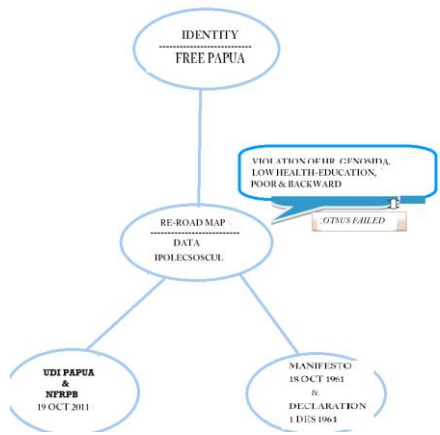 IDENTITY
FREE PAPUA
VIOLATION OF HR, GENOSIDA,
LOW HEALTH-EDUCATION,
POOR & BACKWARD
OTSUS FAILED
RE-ROAD MAP
DATA
IPOLECSOSCUL
UDI PAPUA
&
NFRPB
19 OCT 2011
MANIFESTO
18 OCT 1961
&
DECLARATION
1 DES 1961